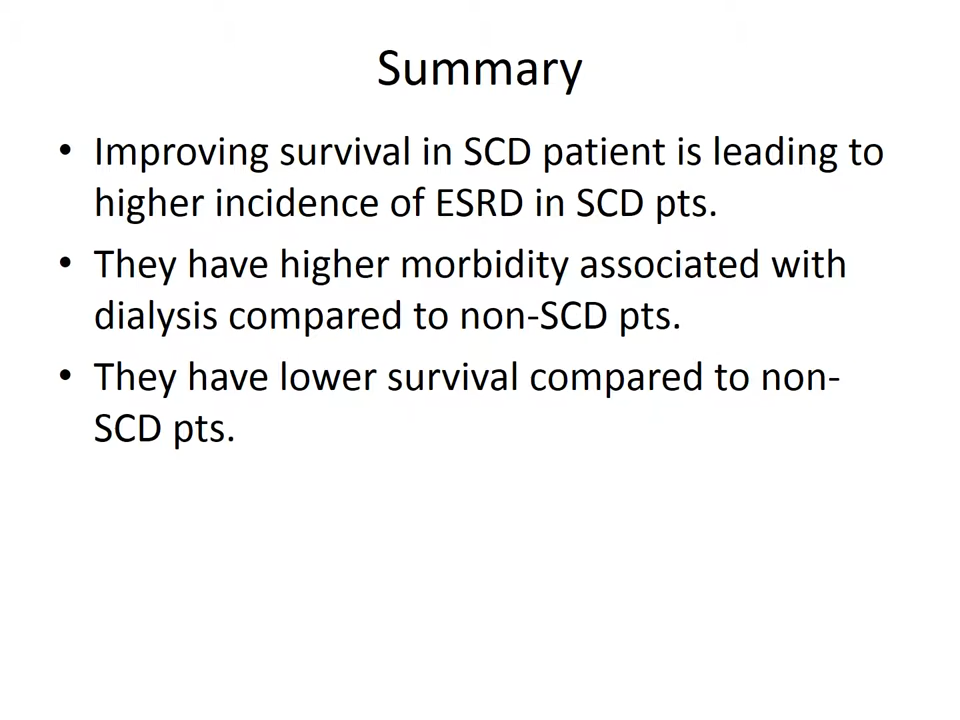 Summary
• Improving survival in SCD patient is leading to
higher incidence of ESRD in SCD pts.
• They have higher morbidity associated with
dialysis compared to non-SCD pts.
• They have lower survival compared to non-
SCD pts.